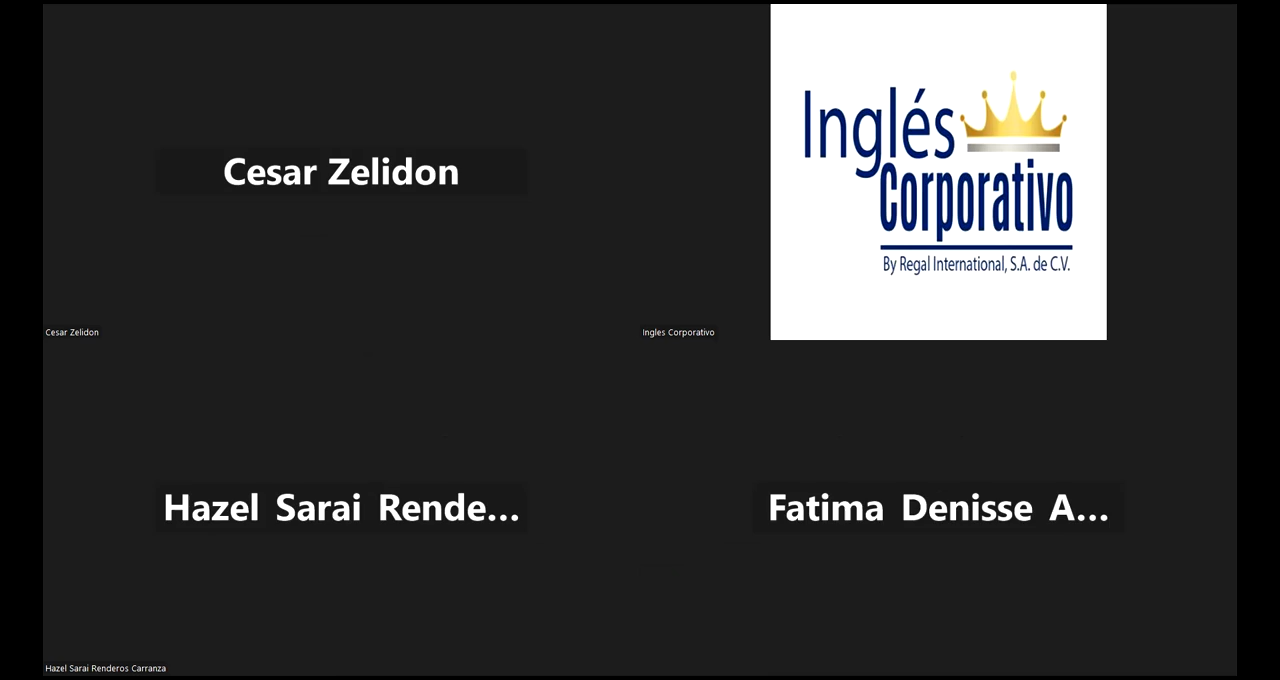 Cesar Zelidon
Cesar Zelidon
Inglés
Corporativo
By Regal International, S.A. de C.V.
Ingles Corporativo
Hazel Sarai Rende...
Hazel Sarai Renderos Carranza
Fatima Denisse A...